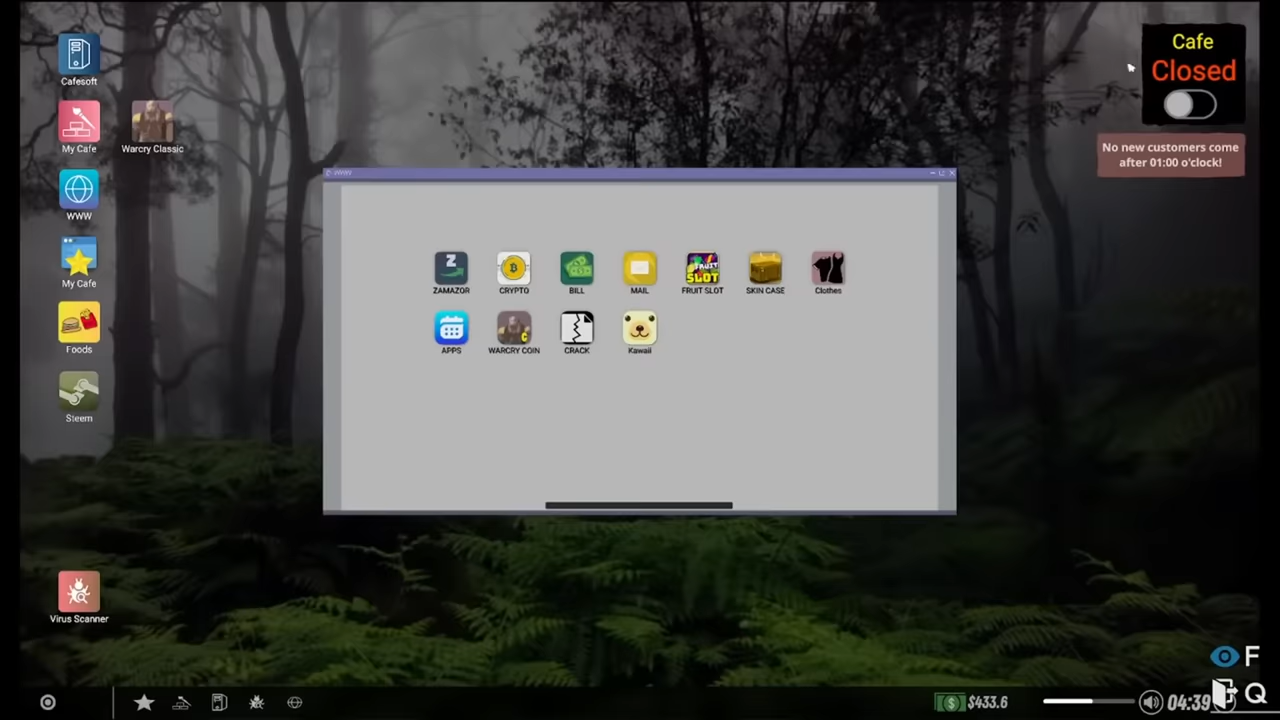 Cafesoft
My Cafe
Warcry Classic
WWW
My Cafe
Foods
Steem
Virus Scanner
WWW
ZAMAZOR
CRYPTO
BILL
MAIL
FRUIT SLOT
SKIN CASE
Clothes
APPS
WARCRY COIN
CRACK
Kawaii
Cafe
Closed
No new customers come
after 01:00 o'clock!
F
Q
$433.6
04:39